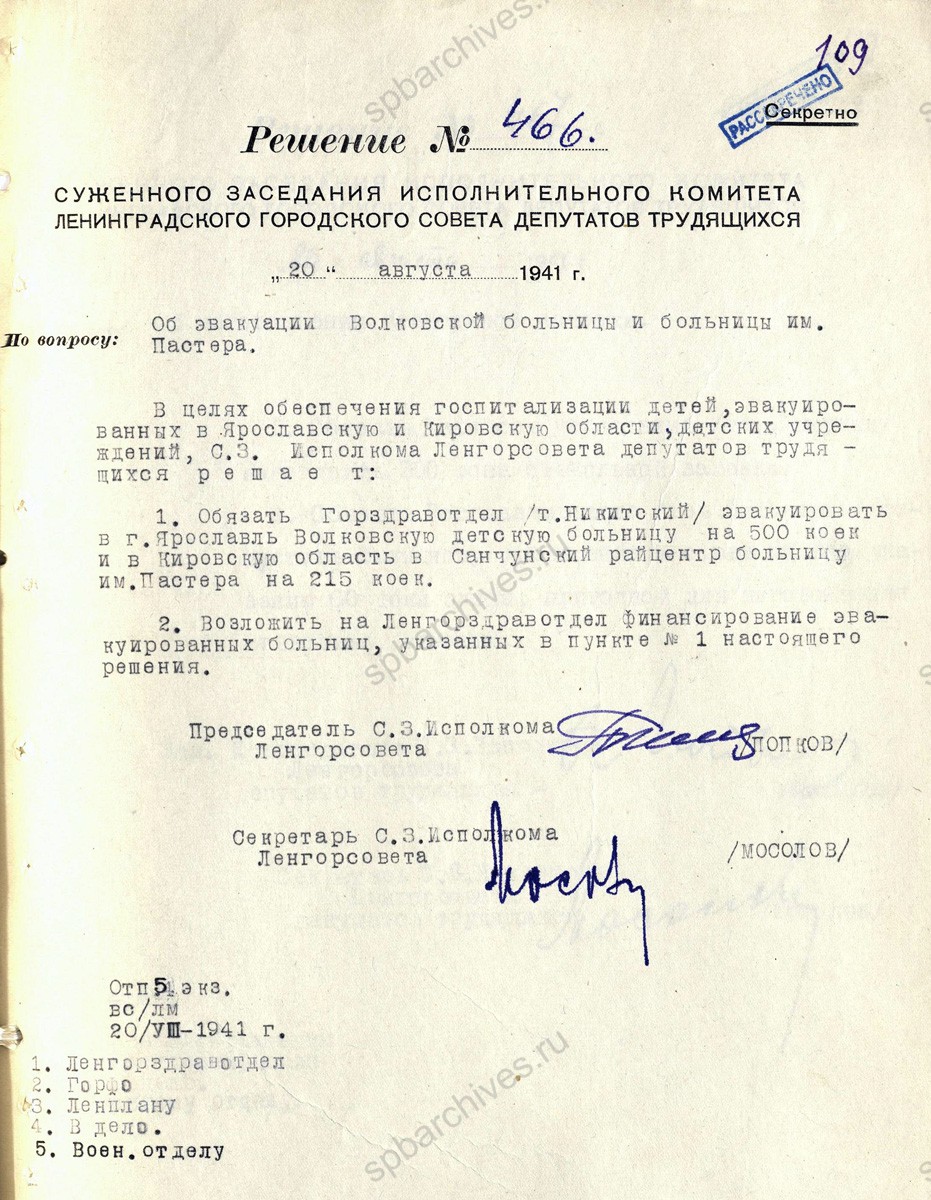 109
РАССЕКРЕЧЕНО
Секретно
Решение № 466.
СУЖЕННОГО ЗАСЕДАНИЯ ИСПОЛНИТЕЛЬНОГО КОМИТЕТА
ЛЕНИНГРАДСКОГО ГОРОДСКОГО СОВЕТА ДЕПУТАТОВ ТРУДЯЩИХСЯ
„20“ августа 1941 г.
По вопросу: Об эвакуации Волковской больницы и больницы им.
Пастера.
В целях обеспечения госпитализации детей, эвакуиро-
ванных в Ярославскую и Кировскую области, детских учре-
ждений, С.З. Исполкома Ленгорсовета депутатов трудя -
щихся р е ш а е т:
1. Обязать Горздравотдел /т.Никитский/ эвакуировать
в г.Ярославль Волковскую детскую больницу на 500 коек
и в Кировскую область в Санчунский райцентр больницу
им.Пастера на 215 коек.
2. Возложить на Ленгорздравотдел финансирование эва-
куированных больниц, указанных в пункте № 1 настоящего
решения.
Председатель С.З.Исполкома
Ленгорсовета /ПОПКОВ/
Секретарь С.З.Исполкома
Ленгорсовета /МОСОЛОВ/
Отп.5 экз.
вс/лм
20/УШ-1941 г.
1. Ленгорздравотдел
2. Горфо
3. Ленплану
4. В дело.
5. Воен.отделу
spbarchives.ru
spbarchives.ru
spbarchives.ru